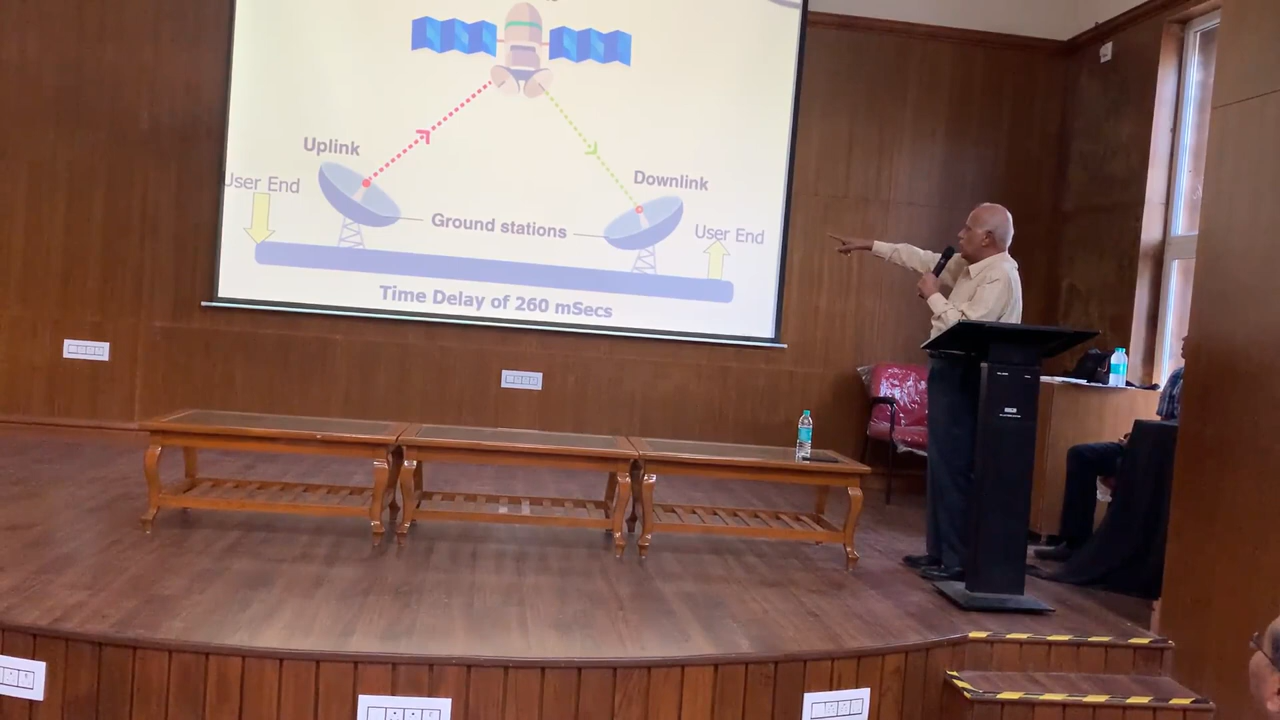 Uplink
Downlink
User End
Ground stations
User End
Time Delay of 260 mSecs